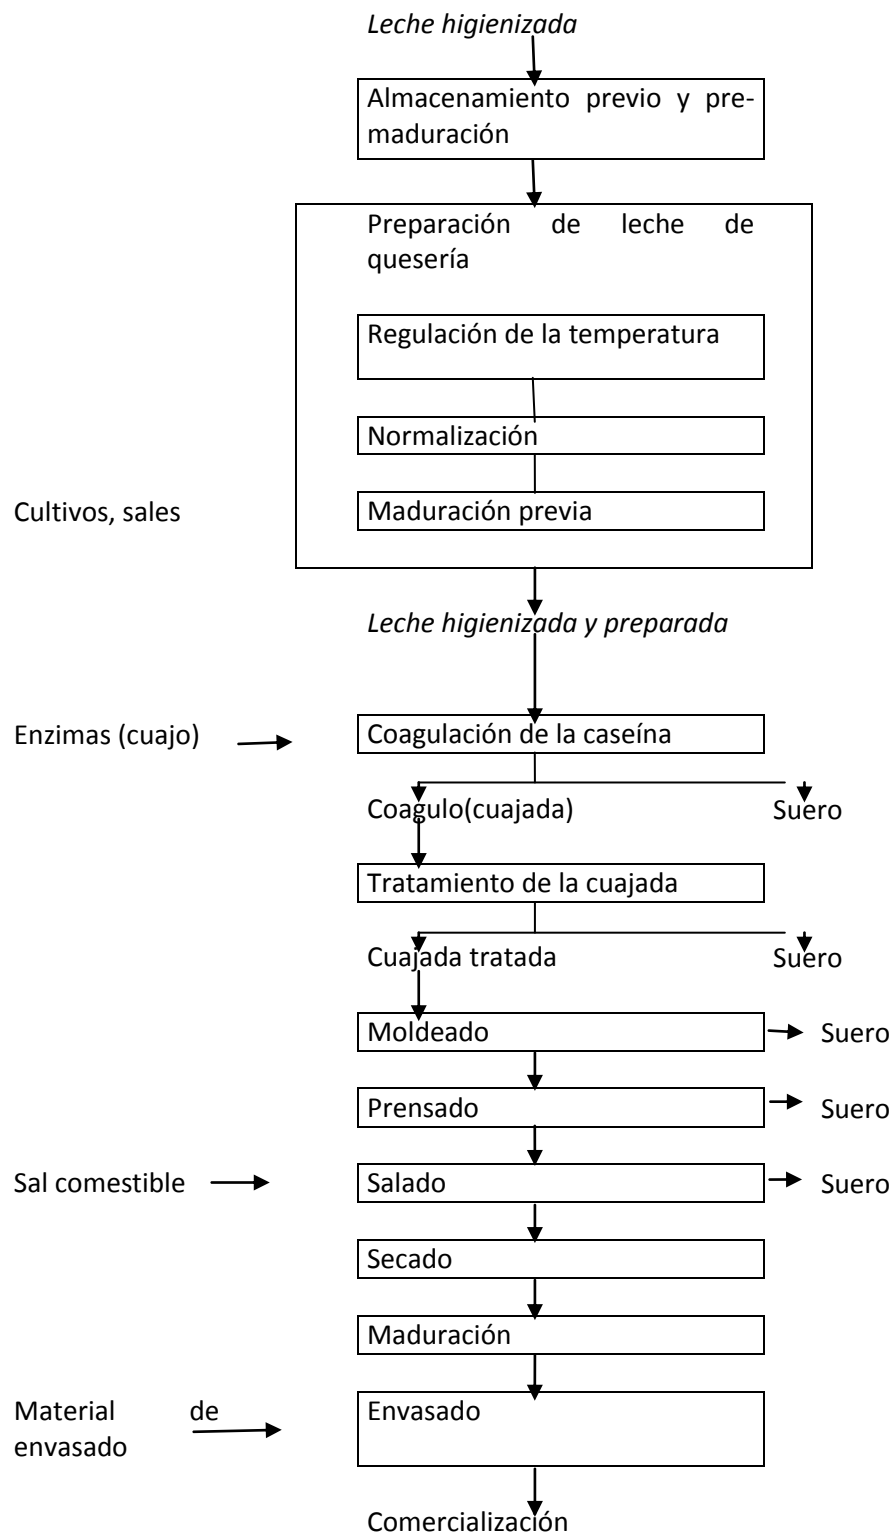 Leche higienizada
Almacenamiento previo y pre-
maduración
Preparación de leche de
quesería
Regulación de la temperatura
Normalización
Cultivos, sales
Maduración previa
Leche higienizada y preparada
Enzimas (cuajo)
Coagulación de la caseína
Coagulo(cuajada)
Suero
Tratamiento de la cuajada
Cuajada tratada
Suero
Moldeado
Suero
Prensado
Suero
Sal comestible
Salado
Suero
Secado
Maduración
Material de
envasado
Envasado
Comercialización